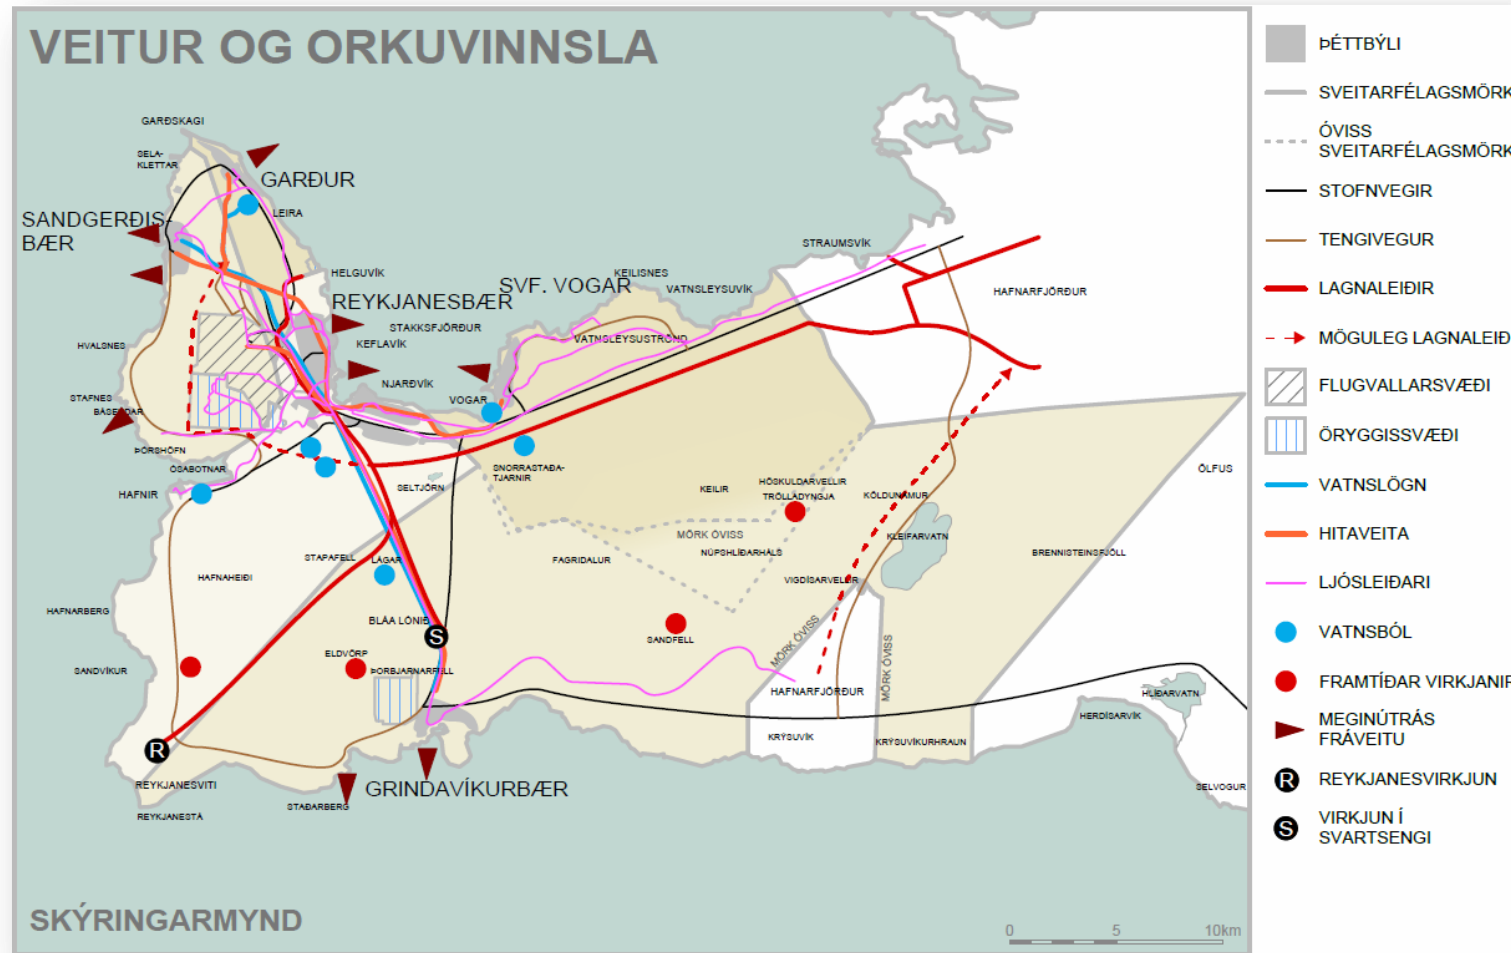 VEITUR OG ORKUVINNSLA
GARÐSKAGI
SELA-
KLETTAR
GARÐUR
LEIRA
SANDGERÐIS-
BÆR
HELGUVÍK
REYKJANESBÆR
STAKKSFJÖRÐUR
KEFLAVÍK
NJARÐVÍK
HVALSNES
STAFNES
BÁSENDAR
ÞÓRSHÖFN
ÓSABOTNAR
HAFNIR
SVF. VOGAR
KEILISNES
VATNSLEYSUVÍK
STRAUMSVÍK
HAFNARFJÖRÐUR
VATNSLEYSUSTRÖND
VOGAR
SNORRASTAÐA-
TJARNIR
SELTJÖRN
KEILIR
HÖSKULDARVELLIR
TRÖLLADYNGJA
KÖLDUNÁMUR
ÖLFUS
MÖRK ÓVISS
NÚPSHLÍÐARHÁLS
KLEIFARVATN
BRENNISTEINSFJÖLL
STAPAFELL
LÁGAR
FAGRIDALUR
VIGDÍSARVELLIR
HAFNAHEIÐI
HAFNARBERG
BLÁA LÓNIÐ
S
SANDFELL
MÖRK ÓVISS
MÖRK ÓVISS
SANDVÍKUR
ELDVÖRP
ÞORBJARNARFELL
HAFNARFJÖRÐUR
HLÍÐARVATN
HERDÍSARVÍK
KRÝSUVÍK
KRÝSUVÍKURHRAUN
R
REYKJANESVITI
REYKJANESTÁ
STAÐARBERG
GRINDAVÍKURBÆR
SELVOGUR
SKÝRINGARMYND
0 5 10km
ÞÉTTBÝLI
SVEITARFÉLAGSMÖRK
ÓVISS
SVEITARFÉLAGSMÖRK
STOFNVEGIR
TENGIVEGUR
LAGNALEIÐIR
MÖGULEG LAGNALEIÐ
FLUGVALLARSVÆÐI
ÖRYGGISSVÆÐI
VATNSLÖGN
HITAVEITA
LJÓSLEIÐARI
VATNSBÓL
FRAMTÍÐAR VIRKJANIR
MEGINÚTRÁS
FRÁVEITU
R REYKJANESVIRKJUN
S VIRKJUN Í
SVARTSENGI